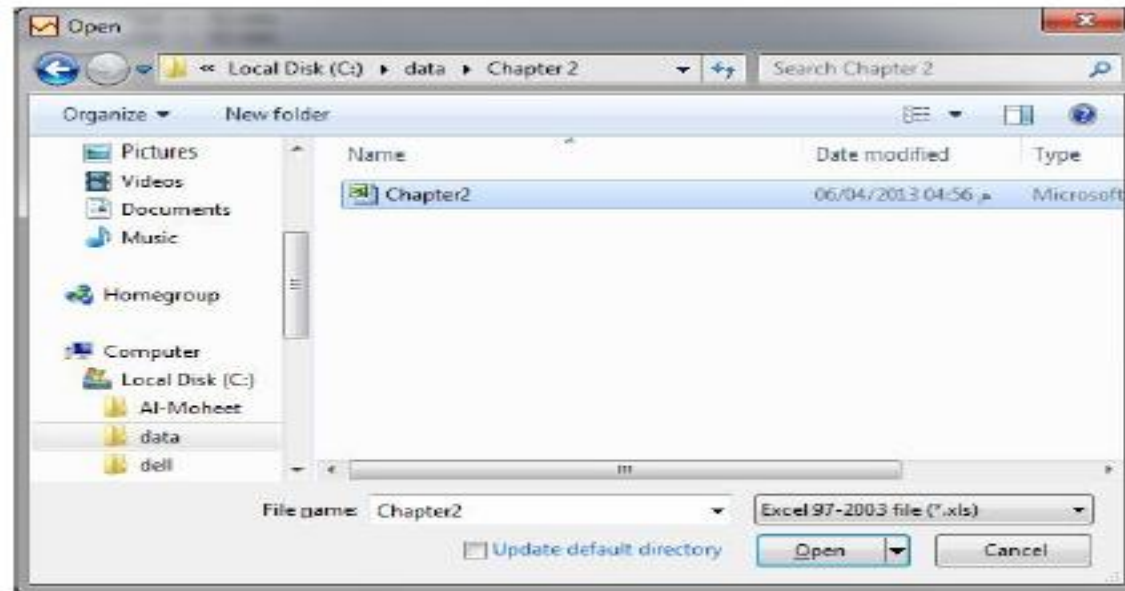 Open
« Local Disk (C:) ▸ data ▸ Chapter 2
Search Chapter 2
Organize
New folder
Name
Date modified
Type
Chapter2
06/04/2013 04:56 م
Microsoft
Pictures
Videos
Documents
Music
Homegroup
Computer
Local Disk (C:)
Al-Moheet
data
dell
File name:
Chapter2
Excel 97-2003 file (*.xls)
Update default directory
Open
Cancel